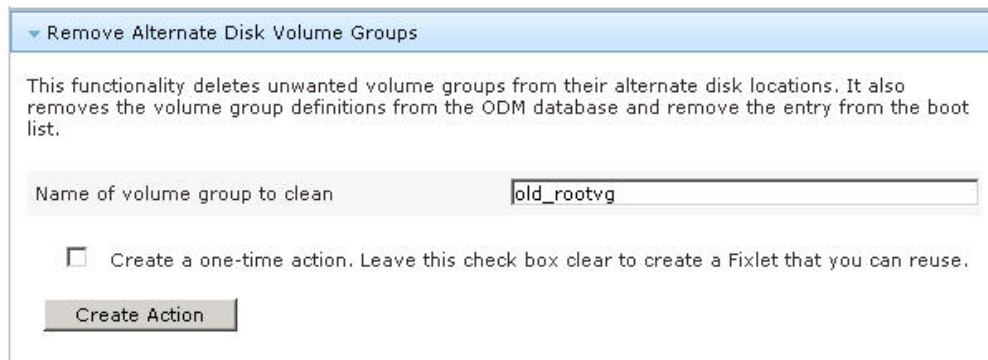 Remove Alternate Disk Volume Groups
This functionality deletes unwanted volume groups from their alternate disk locations. It also
removes the volume group definitions from the ODM database and remove the entry from the boot
list.
Name of volume group to clean old_rootvg
Create a one-time action. Leave this check box clear to create a Fixlet that you can reuse.
Create Action